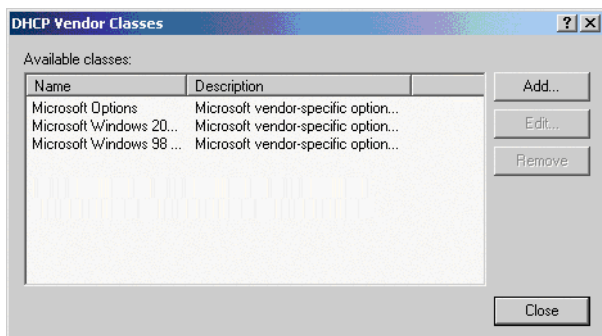 DHCP Vendor Classes
Available classes:
Name Description
Add...
Microsoft Options Microsoft vendor-specific option...
Microsoft Windows 20... Microsoft vendor-specific option...
Edit...
Microsoft Windows 98 ... Microsoft vendor-specific option...
Remove
Close